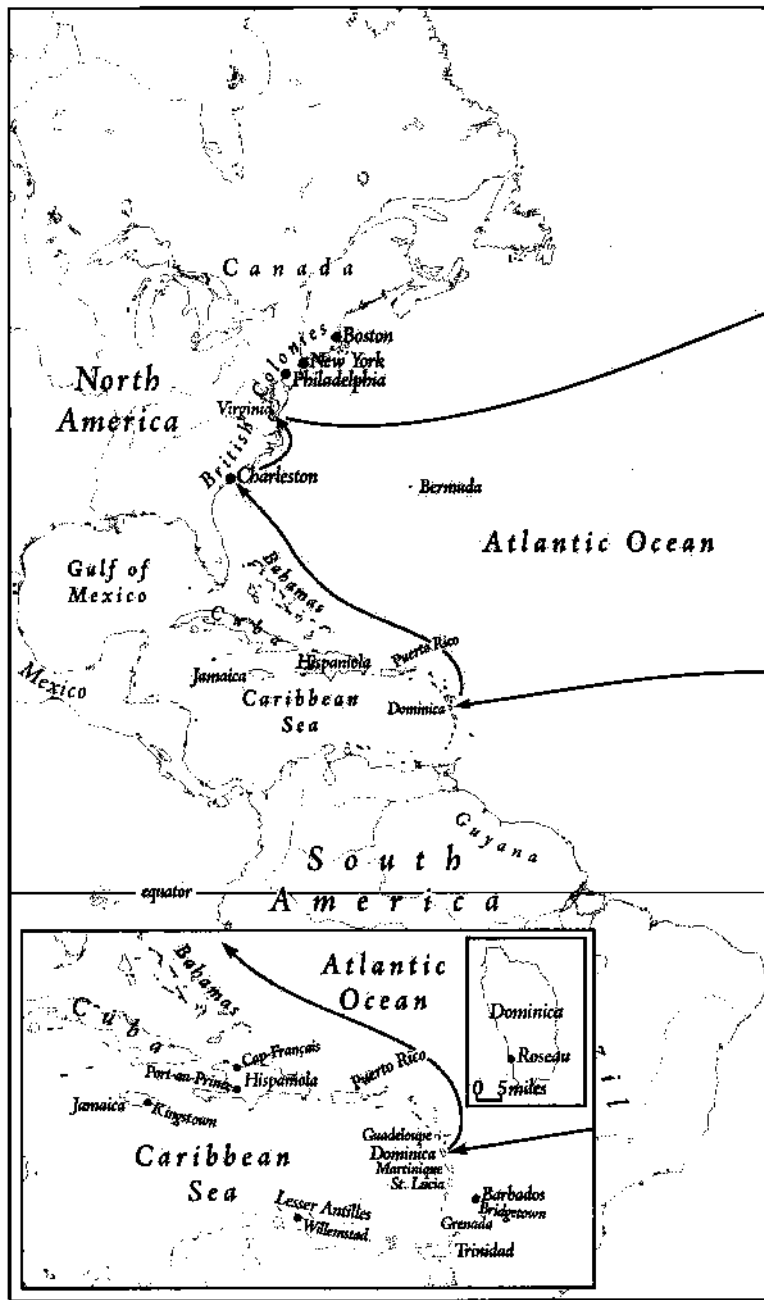 Canada
Boston
New York
Philadelphia
British Colonies
Virginia
North
America
Charleston
Bermuda
Atlantic Ocean
Gulf of
Mexico
Bahamas
Cuba
Mexico
Jamaica
Hispaniola
Puerto Rico
Caribbean
Sea
Dominica
Guyana
South
America
equator
Bahamas
Atlantic
Ocean
Cuba
Cap-Français
Port-au-Prince
Hispaniola
Puerto Rico
Jamaica
Kingstown
Guadeloupe
Dominica
Martinique
St. Lucia
Caribbean
Sea
Lesser Antilles
Willemstad
Barbados
Bridgetown
Grenada
Trinidad
Dominica
Roseau
0 5miles
il